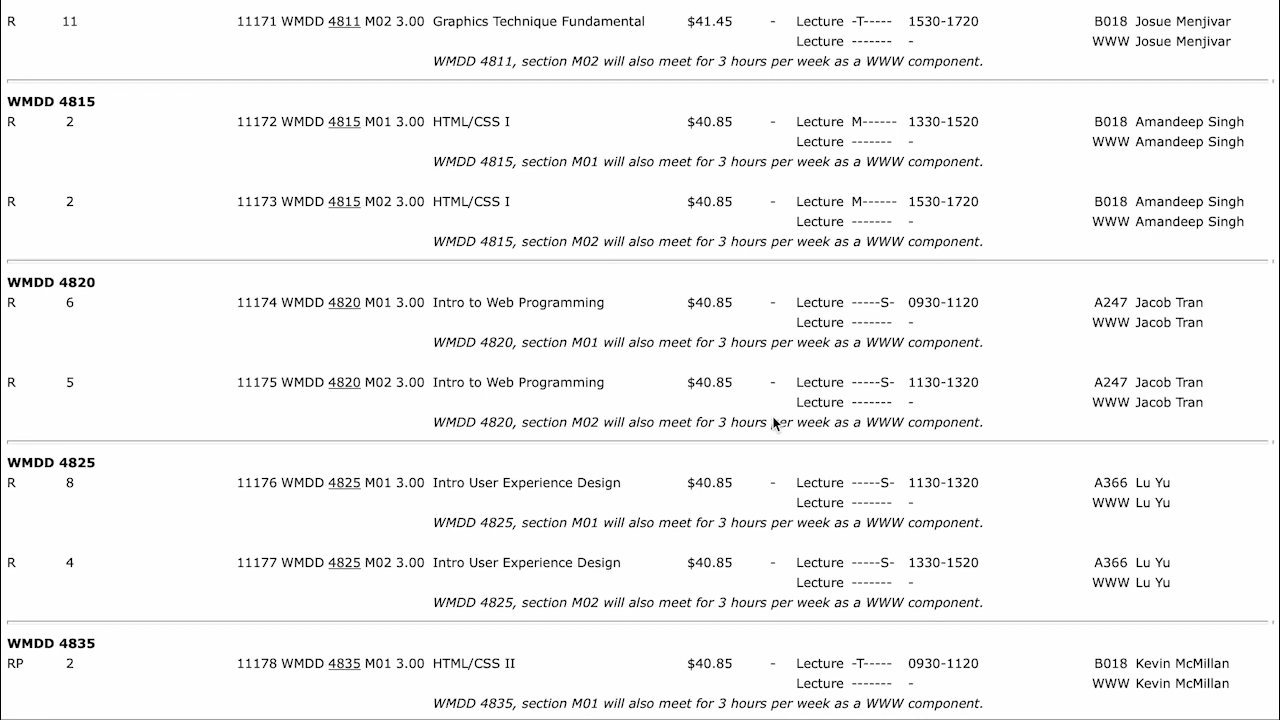 R 11 11171 WMDD 4811 M02 3.00 Graphics Technique Fundamental $41.45 - Lecture -T----- 1530-1720 B018 Josue Menjivar
Lecture ------- - WWW Josue Menjivar
WMDD 4811, section M02 will also meet for 3 hours per week as a WWW component.
WMDD 4815
R 2 11172 WMDD 4815 M01 3.00 HTML/CSS I $40.85 - Lecture M------ 1330-1520 B018 Amandeep Singh
Lecture ------- - WWW Amandeep Singh
WMDD 4815, section M01 will also meet for 3 hours per week as a WWW component.
R 2 11173 WMDD 4815 M02 3.00 HTML/CSS I $40.85 - Lecture M------ 1530-1720 B018 Amandeep Singh
Lecture ------- - WWW Amandeep Singh
WMDD 4815, section M02 will also meet for 3 hours per week as a WWW component.
WMDD 4820
R 6 11174 WMDD 4820 M01 3.00 Intro to Web Programming $40.85 - Lecture -----S- 0930-1120 A247 Jacob Tran
Lecture ------- - WWW Jacob Tran
WMDD 4820, section M01 will also meet for 3 hours per week as a WWW component.
R 5 11175 WMDD 4820 M02 3.00 Intro to Web Programming $40.85 - Lecture -----S- 1130-1320 A247 Jacob Tran
Lecture ------- - WWW Jacob Tran
WMDD 4820, section M02 will also meet for 3 hours per week as a WWW component.
WMDD 4825
R 8 11176 WMDD 4825 M01 3.00 Intro User Experience Design $40.85 - Lecture -----S- 1130-1320 A366 Lu Yu
Lecture ------- - WWW Lu Yu
WMDD 4825, section M01 will also meet for 3 hours per week as a WWW component.
R 4 11177 WMDD 4825 M02 3.00 Intro User Experience Design $40.85 - Lecture -----S- 1330-1520 A366 Lu Yu
Lecture ------- - WWW Lu Yu
WMDD 4825, section M02 will also meet for 3 hours per week as a WWW component.
WMDD 4835
RP 2 11178 WMDD 4835 M01 3.00 HTML/CSS II $40.85 - Lecture -T----- 0930-1120 B018 Kevin McMillan
Lecture ------- - WWW Kevin McMillan
WMDD 4835, section M01 will also meet for 3 hours per week as a WWW component.